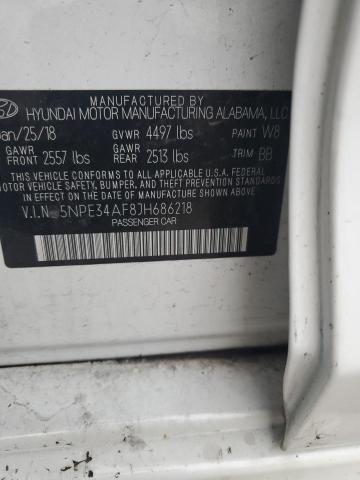 MANUFACTURED BY
HYUNDAI MOTOR MANUFACTURING ALABAMA, LLC
an/25/18 GVWR 4497 lbs PAINT W8
GAWR FRONT 2557 lbs GAWR REAR 2513 lbs TRIM BB
VEHICLE CONFORMS TO ALL APPLICABLE U.S. FEDERAL
MOTOR VEHICLE SAFETY, BUMPER, AND THEFT PREVENTION
STANDARDS IN EFFECT ON THE DATE OF MANUFACTURE SHOWN ABOVE.
V.I.N. 5NPE34AF8JH686218
PASSENGER CAR